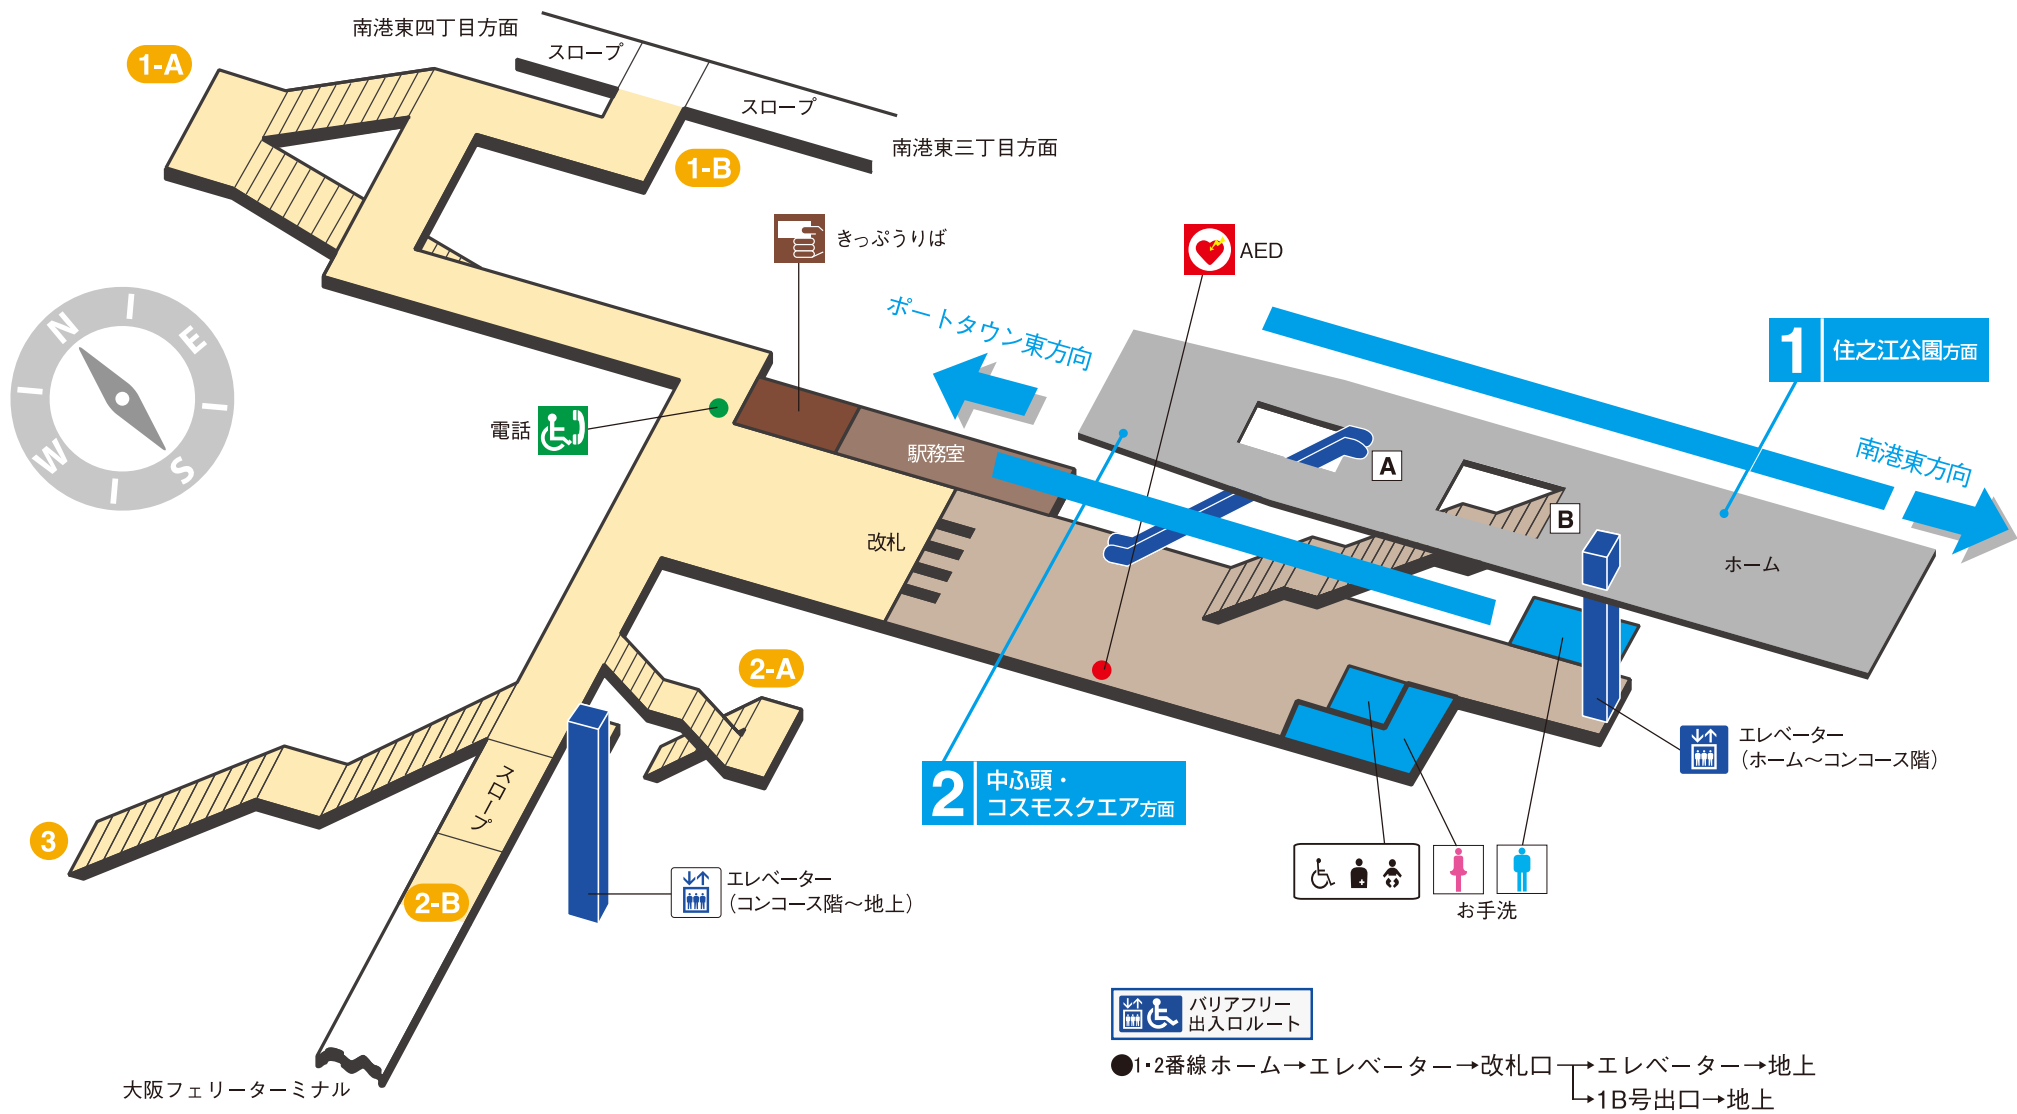 南港東四丁目方面
スロープ
1-A
スロープ
南港東三丁目方面
1-B
きっぷうりば
AED
ポートタウン東方向
1 住之江公園方面
N
E
S
W
電話
駅務室
南港東方向
A
B
改札
ホーム
2-A
エレベーター
(ホーム〜コンコース階)
スロープ
2 中ふ頭・
コスモスクエア方面
3
2-B
エレベーター
(コンコース階〜地上)
お手洗
大阪フェリーターミナル
バリアフリー
出入口ルート
●1・2番線ホーム→エレベーター→改札口→エレベーター→地上
→1B号出口→地上